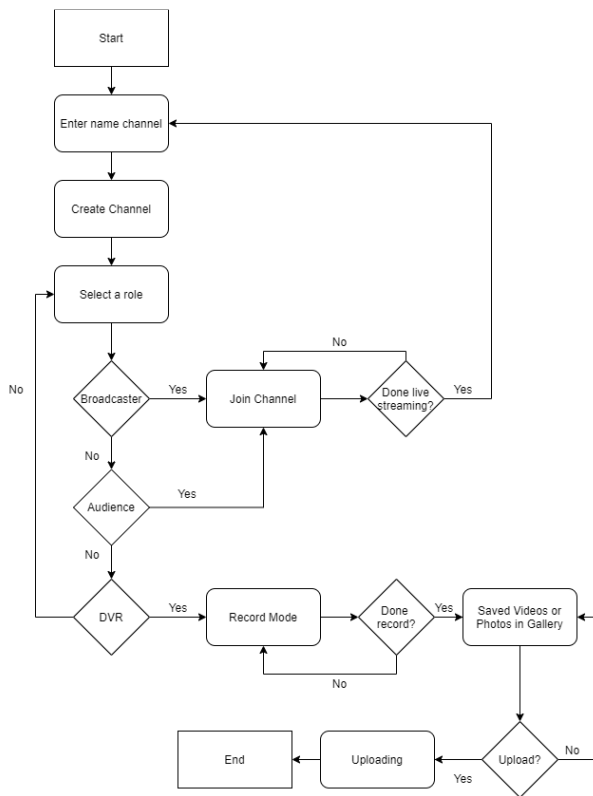 Start
Enter name channel
Create Channel
Select a role
No
No
Broadcaster
Yes
Join Channel
Done live
streaming?
Yes
No
Audience
Yes
No
DVR
Yes
Record Mode
Done
record?
Yes
Saved Videos or
Photos in Gallery
No
End
Uploading
Yes
Upload?
No